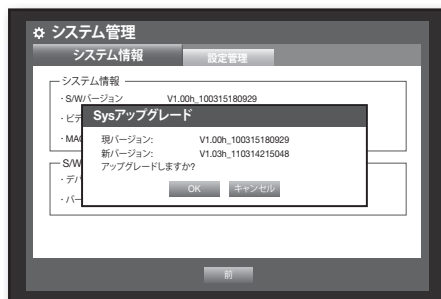 システム管理
システム情報
設定管理
システム情報
· S/Wバージョン V1.00h_100315180929
· ビデ
· MAC
Sysアップグレード
現バージョン: V1.00h_100315180929
新バージョン: V1.03h_110314215048
アップグレードしますか?
OK キャンセル
S/W
· デバ
· バー
前